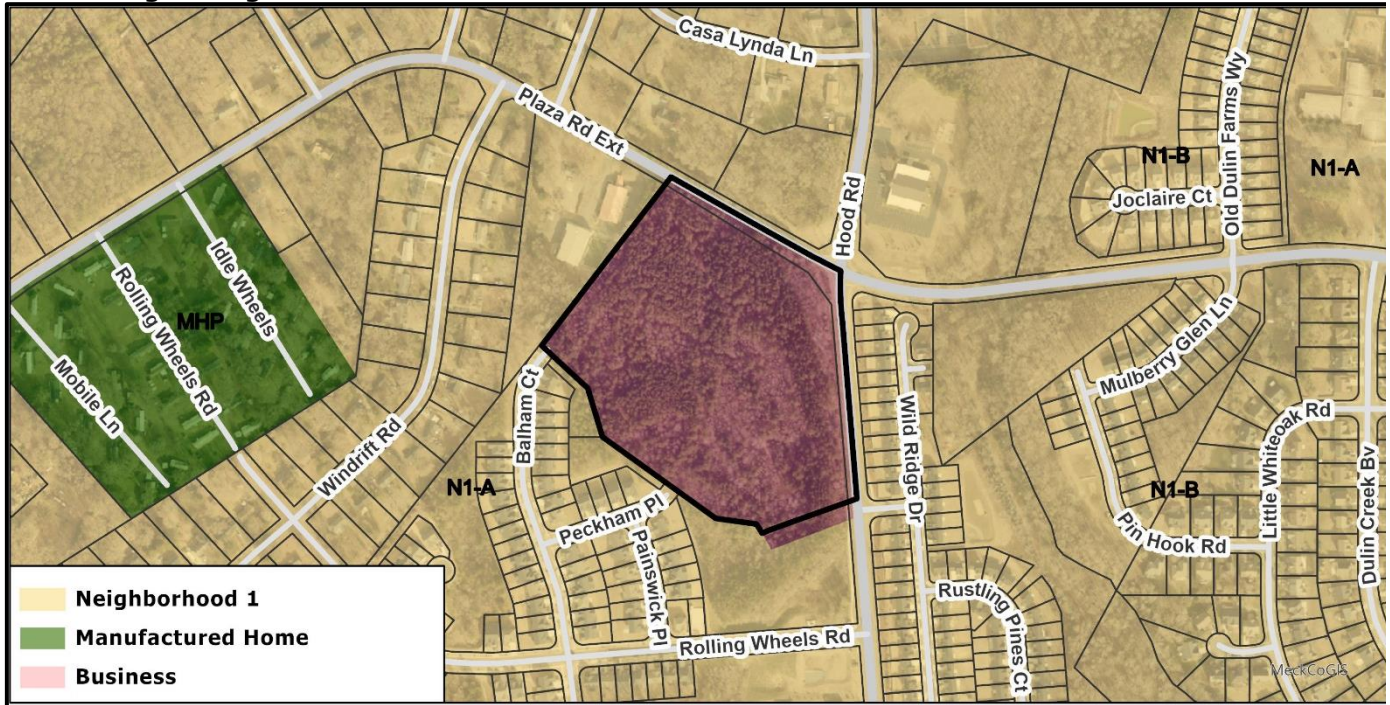 Casa Lynda Ln
Plaza Rd Ext
Hood Rd
Old Dulin Farms Wy
N1-B
N1-A
Joclaire Ct
Idle Wheels
Rolling Wheels Rd
MHP
Mobile Ln
Windrift Rd
Balham Ct
N1-A
Peckham Pl
Painswick Pl
Rolling Wheels Rd
Wild Ridge Dr
Mulberry Glen Ln
Little Whiteoak Rd
N1-B
Pin Hook Rd
Dulin Creek Bv
Rustling Pines Ct
Neighborhood 1
Manufactured Home
Business
MeckCoGIS